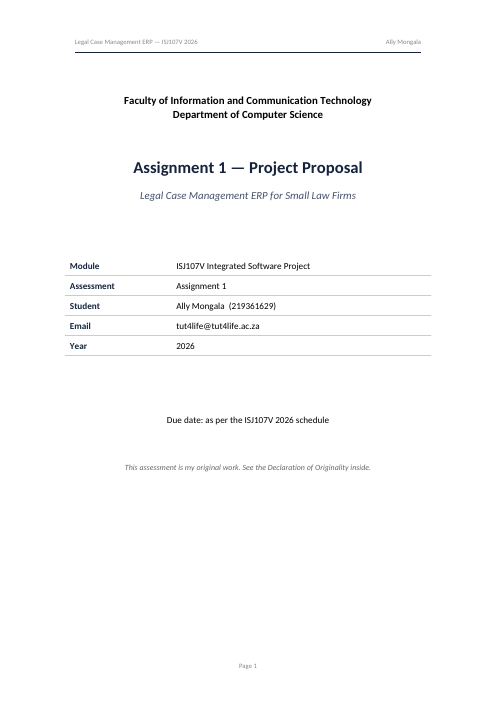 Legal Case Management ERP — ISJ107V 2026 Ally Mongala
Faculty of Information and Communication Technology
Department of Computer Science
Assignment 1 — Project Proposal
Legal Case Management ERP for Small Law Firms
Module ISJ107V Integrated Software Project
Assessment Assignment 1
Student Ally Mongala (219361629)
Email tut4life@tut4life.ac.za
Year 2026
Due date: as per the ISJ107V 2026 schedule
This assessment is my original work. See the Declaration of Originality inside.
Page 1